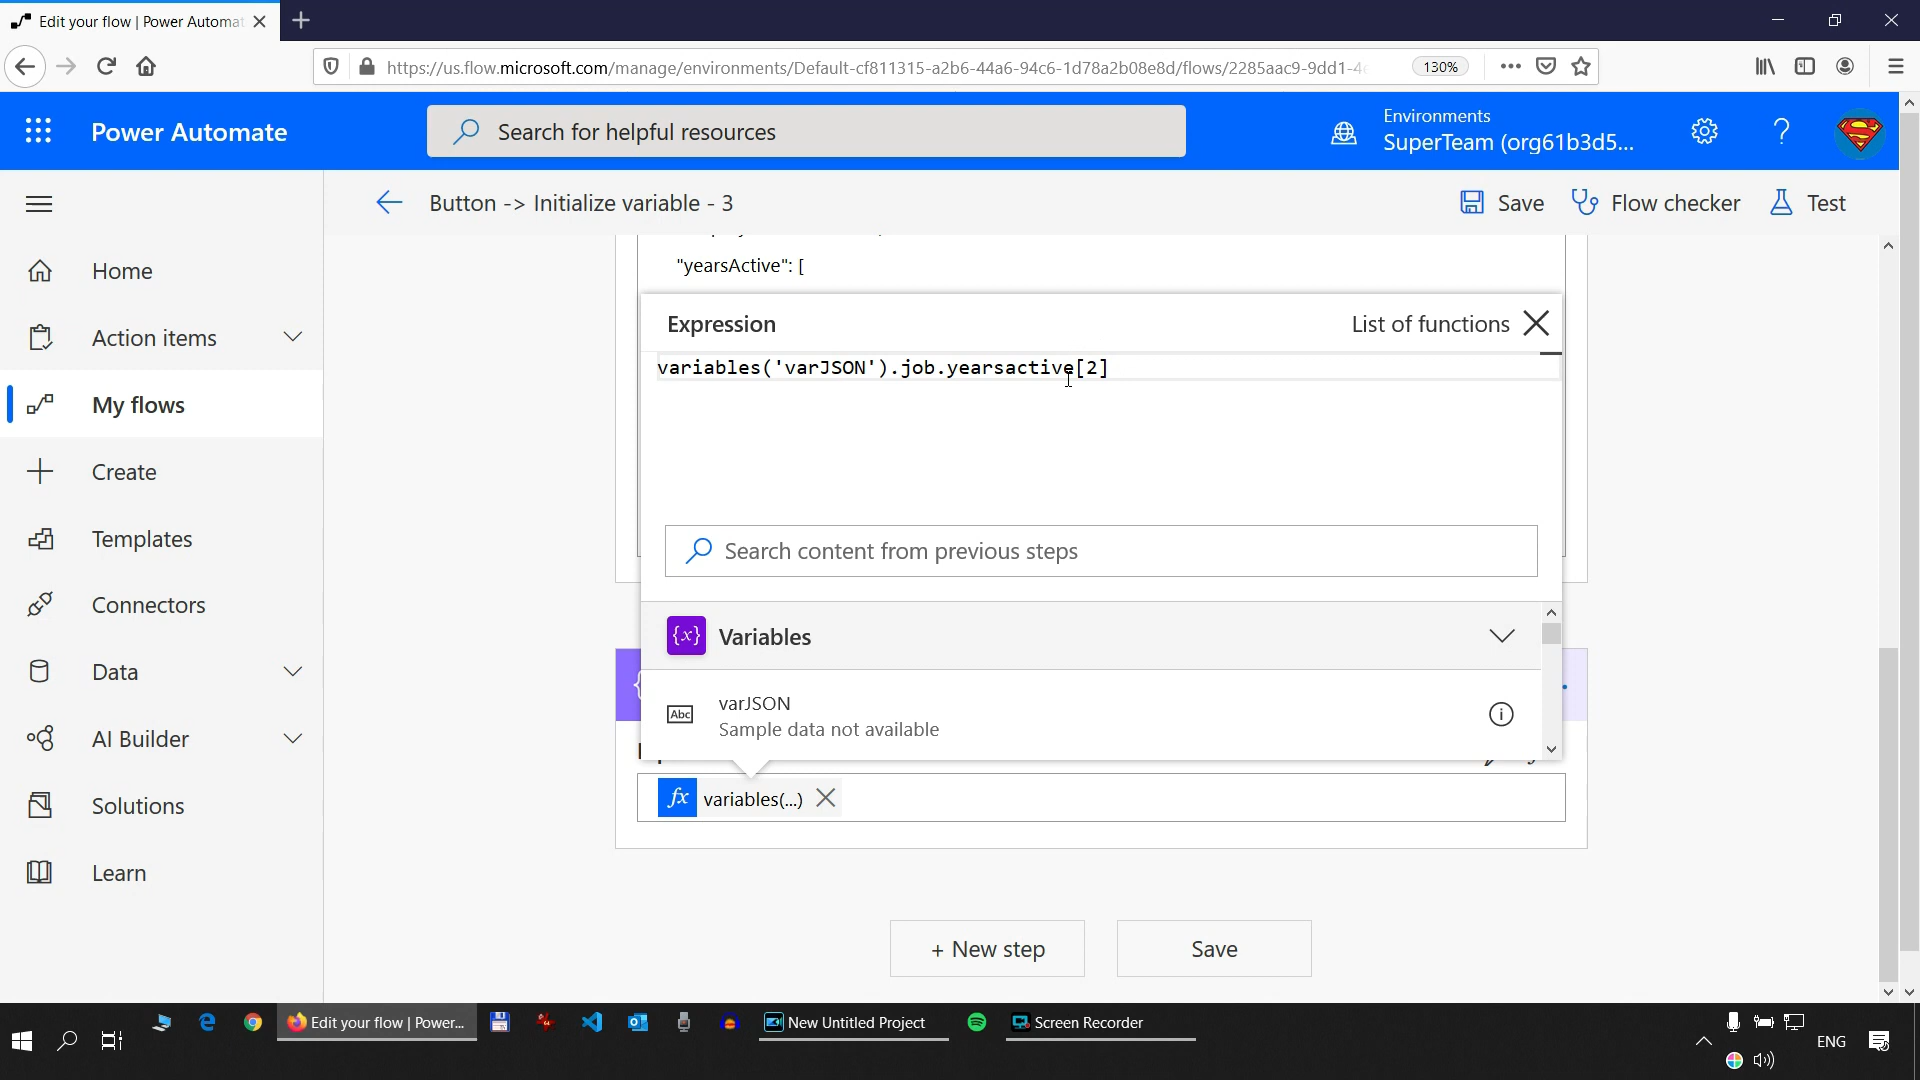 Edit your flow | Power Automat
https://us.flow.microsoft.com/manage/environments/Default-cf811315-a2b6-44a6-94c6-1d78a2b08e8d/flows/2285aac9-9dd1-4
130%
Power Automate
Search for helpful resources
Environments
SuperTeam (org61b3d5...
Button -> Initialize variable - 3
Save
Flow checker
Test
Home
Action items
My flows
Create
Templates
Connectors
Data
AI Builder
Solutions
Learn
"yearsActive": [
Expression
List of functions
variables('varJSON').job.yearsactive[2]
Search content from previous steps
{x} Variables
Abc
varJSON
Sample data not available
fx variables(...)
+ New step
Save
Edit your flow | Power...
New Untitled Project
Screen Recorder
ENG